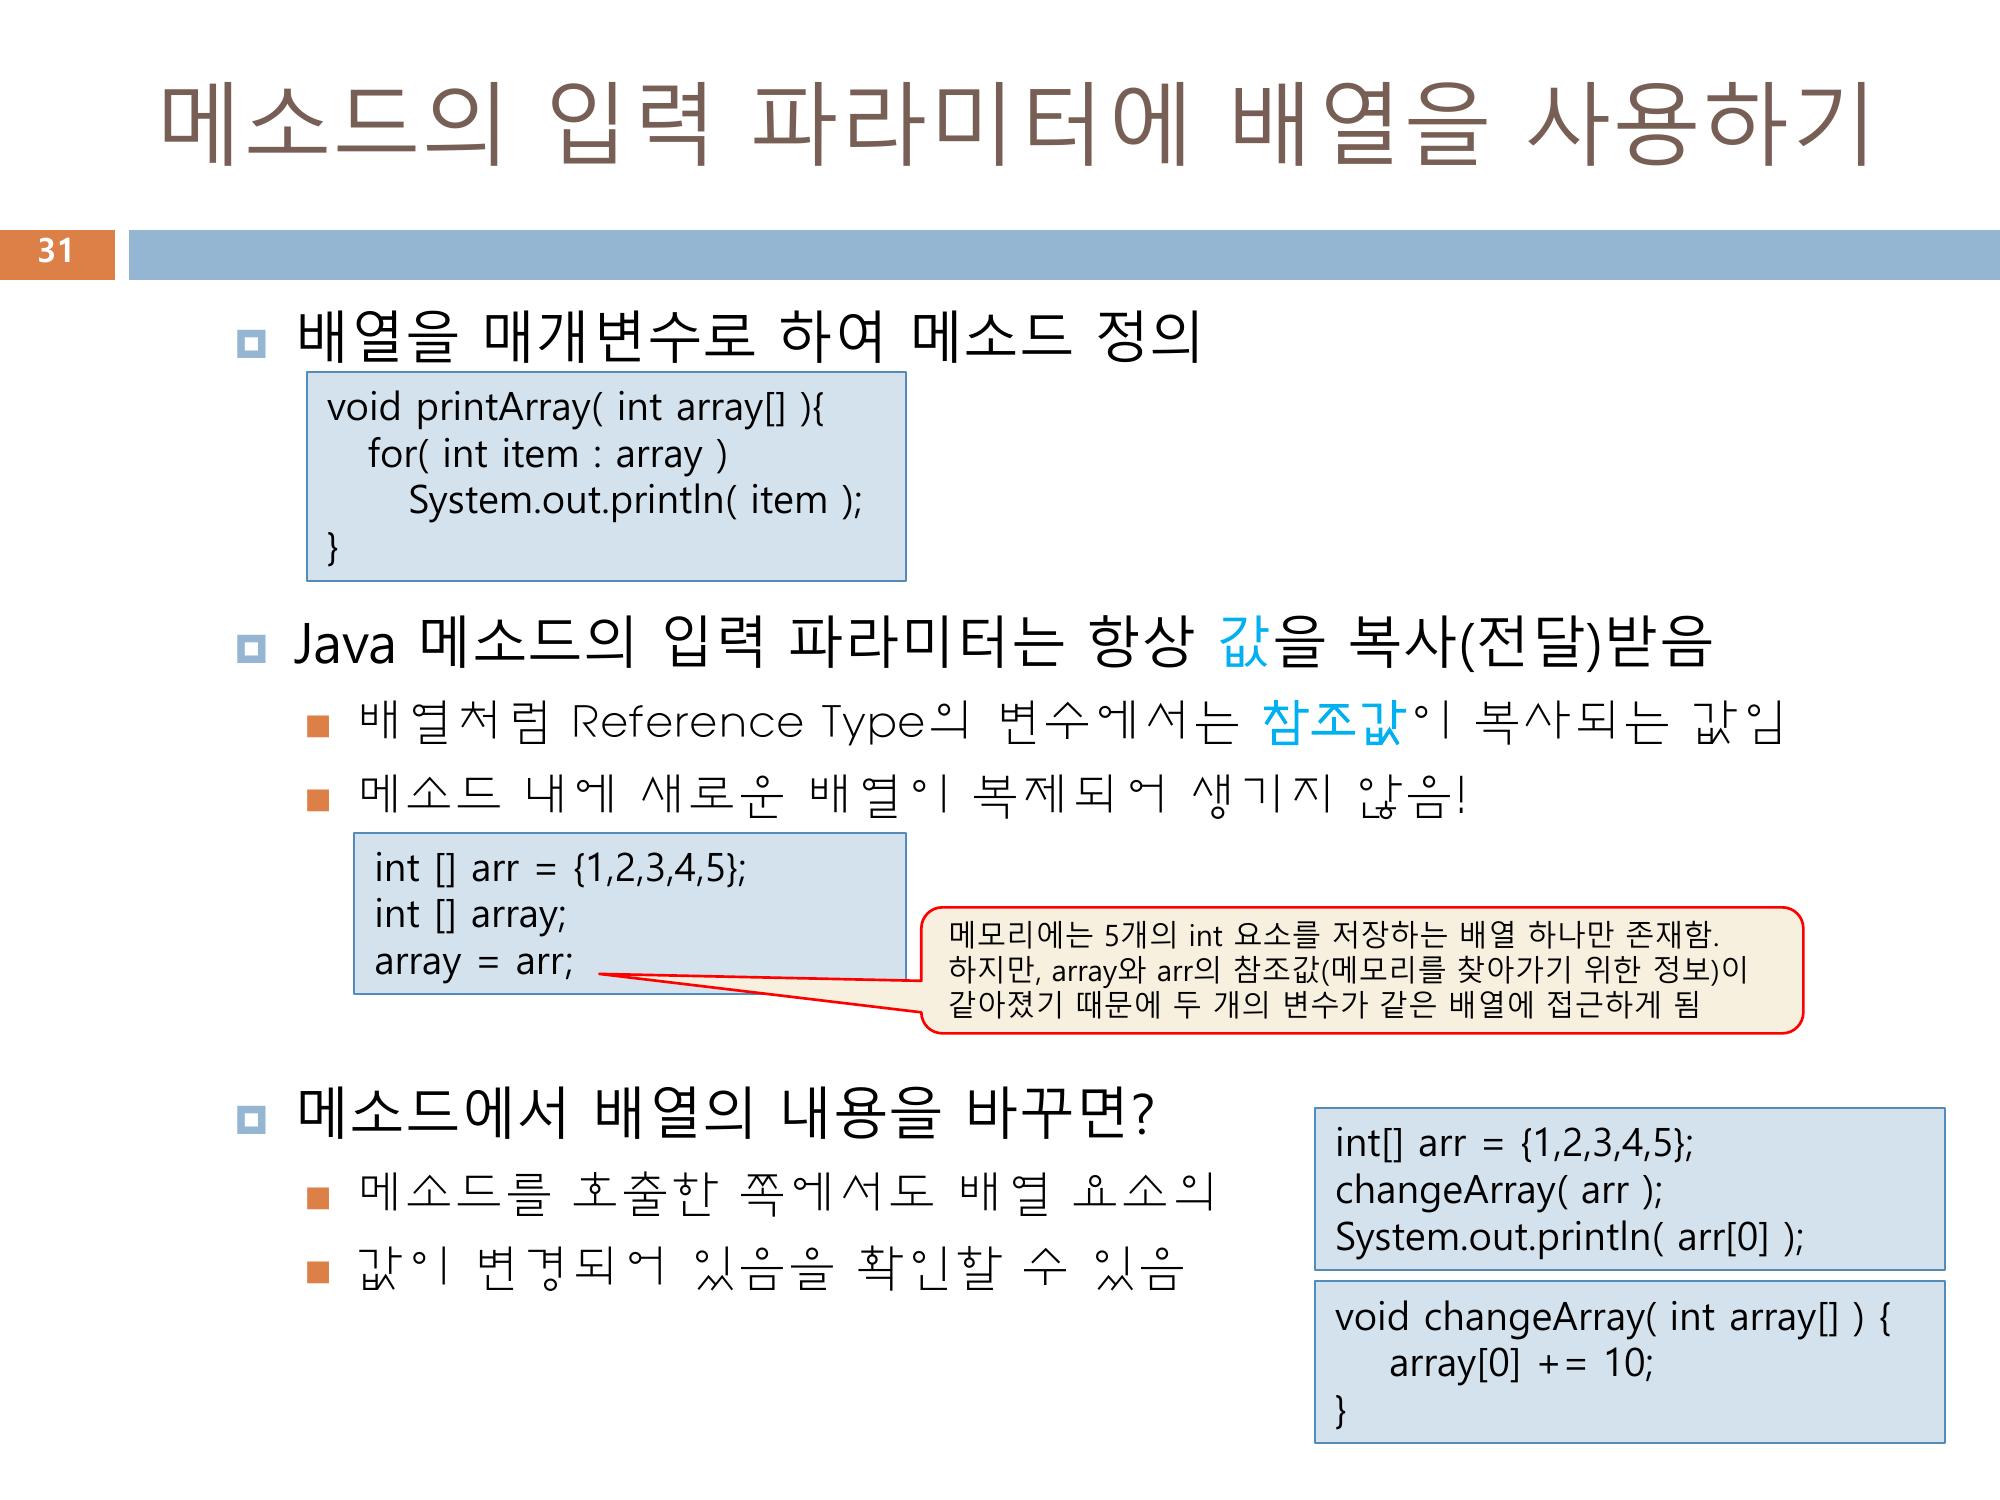 메소드의 입력 파라미터에 배열을 사용하기
31
배열을 매개변수로 하여 메소드 정의
void printArray( int array[] ){
for( int item : array )
System.out.println( item );
}
Java 메소드의 입력 파라미터는 항상 값을 복사(전달)받음
배열처럼 Reference Type의 변수에서는 참조값이 복사되는 값임
메소드 내에 새로운 배열이 복제되어 생기지 않음!
int [] arr = {1,2,3,4,5};
int [] array;
array = arr;
메모리에는 5개의 int 요소를 저장하는 배열 하나만 존재함.
하지만, array와 arr의 참조값(메모리를 찾아가기 위한 정보)이
같아졌기 때문에 두 개의 변수가 같은 배열에 접근하게 됨
메소드에서 배열의 내용을 바꾸면?
메소드를 호출한 쪽에서도 배열 요소의
값이 변경되어 있음을 확인할 수 있음
int[] arr = {1,2,3,4,5};
changeArray( arr );
System.out.println( arr[0] );
void changeArray( int array[] ) {
array[0] += 10;
}